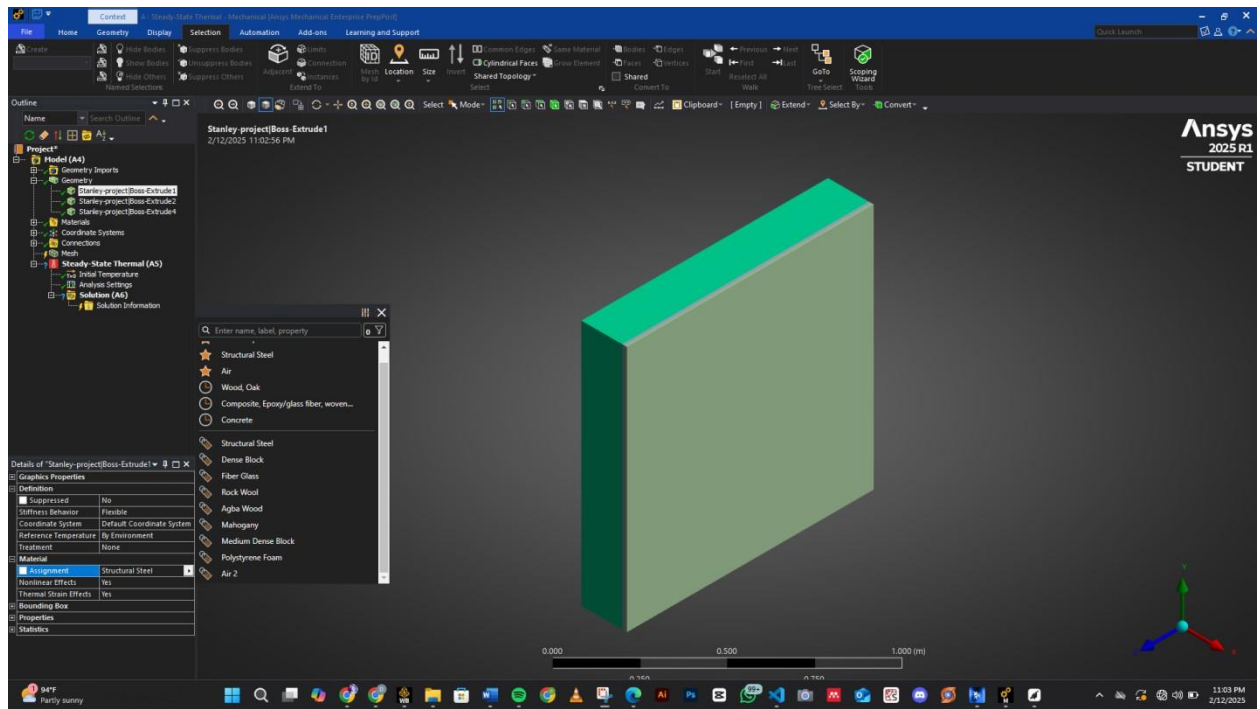 Context A : Steady-State Thermal - Mechanical [Ansys Mechanical Enterprise PrepPost]
File Home Geometry Display Selection Automation Add-ons Learning and Support Quick Launch
Create Hide Bodies Suppress Bodies Limits Common Edges Same Material Bodies Edges Previous Next
Show Bodies Unsuppress Bodies Adjacent Connection Mesh by Id Location Size Invert Cylindrical Faces Grow Element Faces Vertices Start First Last GoTo Scoping Wizard
Hide Others Suppress Others Instances Shared Topology Shared Reselect All
Named Selections Extend To Select Convert To Walk Tree Select Tools
Outline
Select Mode Clipboard [Empty] Extend Select By Convert
Name Search Outline
Project*
Model (A4)
Geometry Imports
Geometry
Stanley-project|Boss-Extrude1
Stanley-project|Boss-Extrude2
Stanley-project|Boss-Extrude4
Materials
Coordinate Systems
Connections
Mesh
Steady-State Thermal (A5)
Initial Temperature
Analysis Settings
Solution (A6)
Solution Information
Stanley-project|Boss-Extrude1
2/12/2025 11:02:56 PM
Ansys
2025 R1
STUDENT
Enter name, label, property
0
Structural Steel
Air
Wood, Oak
Composite, Epoxy/glass fiber, woven...
Concrete
Structural Steel
Dense Block
Fiber Glass
Rock Wool
Agba Wood
Mahogany
Medium Dense Block
Polystyrene Foam
Air 2
Details of "Stanley-project|Boss-Extrude1
Graphics Properties
Definition
Suppressed No
Stiffness Behavior Flexible
Coordinate System Default Coordinate System
Reference Temperature By Environment
Treatment None
Material
Assignment Structural Steel
Nonlinear Effects Yes
Thermal Strain Effects Yes
Bounding Box
Properties
Statistics
0.000 0.500 1.000 (m)
0.250 0.750
Y
X
94°F
Partly sunny
99+
11:03 PM
2/12/2025